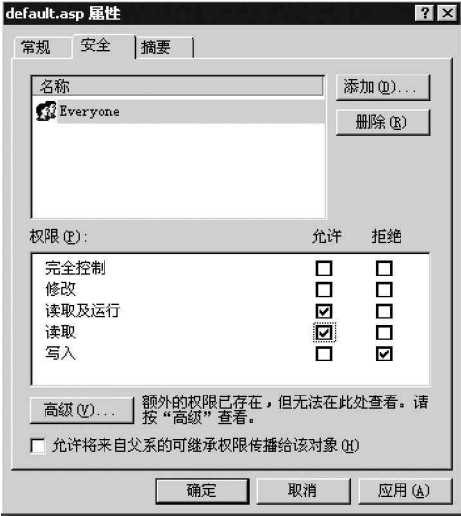 default.asp 属性
常规 安全 摘要
名称
添加(D)...
Everyone
删除(R)
权限(P): 允许 拒绝
完全控制
修改
读取及运行
读取
写入
高级(V)...
额外的权限已存在，但无法在此处查看。请
按“高级”查看。
允许将来自父系的可继承权限传播给该对象(H)
确定 取消 应用(A)